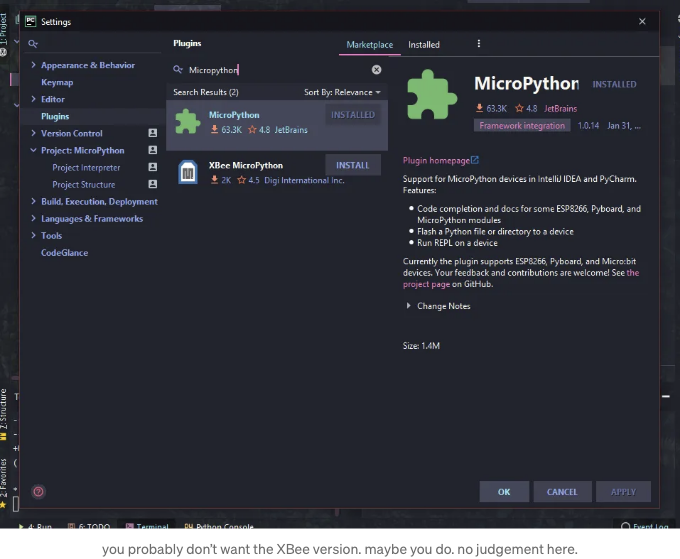 Settings
Plugins
Marketplace
Installed
Micropython
Search Results (2)
Sort By: Relevance
MicroPython
63.3K 4.8 JetBrains
INSTALLED
XBee MicroPython
2K 4.5 Digi International Inc.
INSTALL
Appearance & Behavior
Keymap
Editor
Plugins
Version Control
Project: MicroPython
Project Interpreter
Project Structure
Build, Execution, Deployment
Languages & Frameworks
Tools
CodeGlance
MicroPython
INSTALLED
63.3K 4.8 JetBrains
Framework integration 1.0.14 Jan 31, ...
Plugin homepage
Support for MicroPython devices in IntelliJ IDEA and PyCharm.
Features:
Code completion and docs for some ESP8266, Pyboard, and
MicroPython modules
Flash a Python file or directory to a device
Run REPL on a device
Currently the plugin supports ESP8266, Pyboard, and Micro:bit
devices. Your feedback and contributions are welcome! See the
project page on GitHub.
Change Notes
Size: 1.4M
OK
CANCEL
APPLY
1: Project
7: Structure
2: Favorites
4: Run
6: TODO
Terminal
Python Console
Event Log
you probably don't want the XBee version. maybe you do. no judgement here.